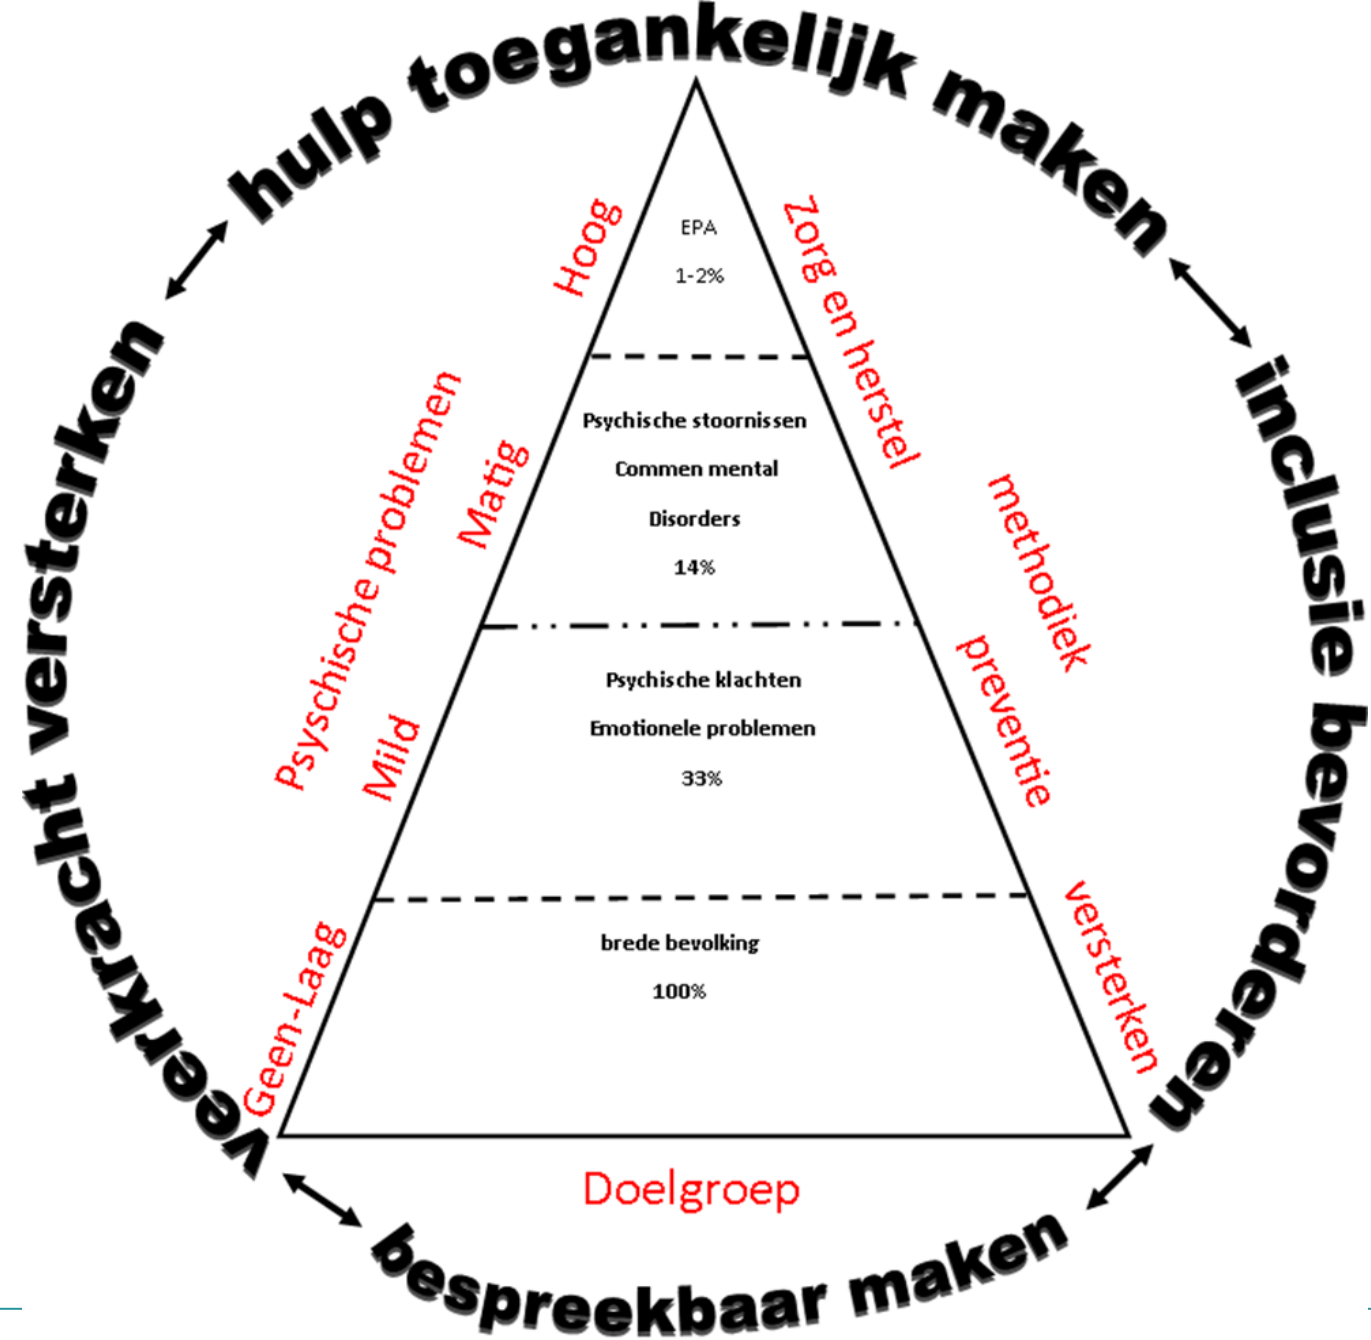 hulp toegankelijk maken
inclusie bevorderen
bespreekbaar maken
veerkracht versterken
Psyschische problemen
Hoog
Matig
Mild
Geen-Laag
EPA
1-2%
Psychische stoornissen
Commen mental
Disorders
14%
Psychische klachten
Emotionele problemen
33%
brede bevolking
100%
Zorg en herstel
methodiek
preventie
versterken
Doelgroep